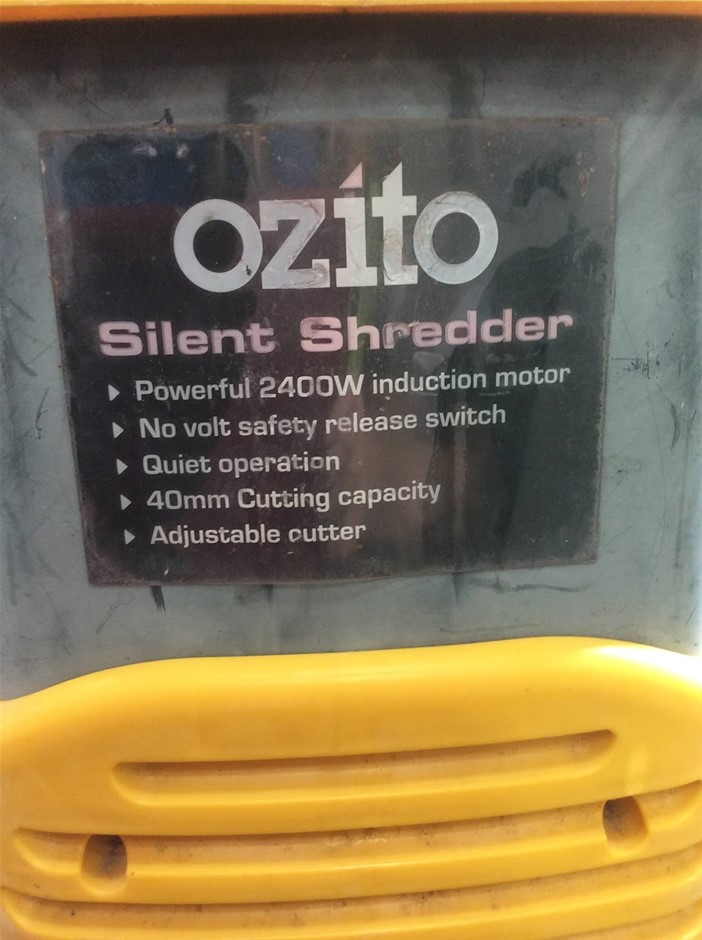 ozito
Silent Shredder
Powerful 2400W induction motor
No volt safety release switch
Quiet operation
40mm Cutting capacity
Adjustable cutter